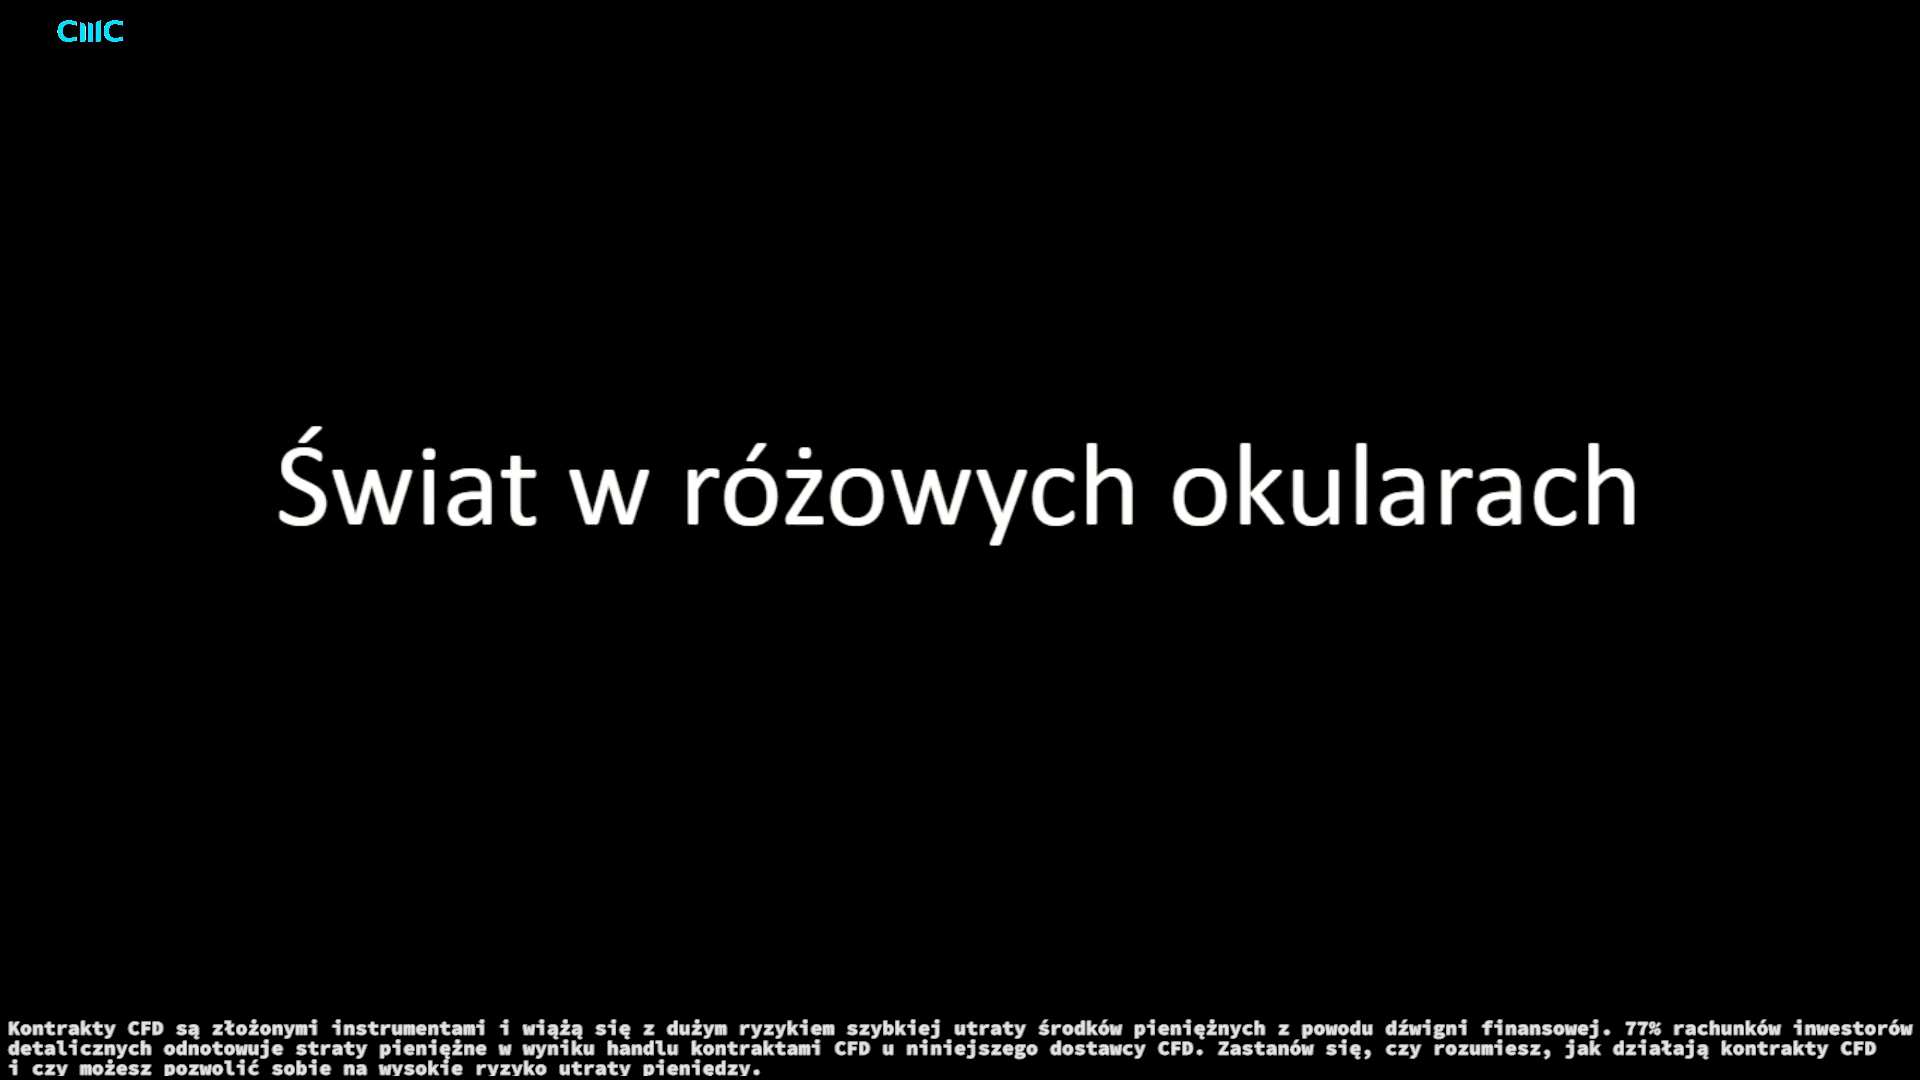 CMC
Świat w różowych okularach
Kontrakty CFD są złożonymi instrumentami i wiążą się z dużym ryzykiem szybkiej utraty środków pieniężnych z powodu dźwigni finansowej. 77% rachunków inwestorów
detalicznych odnotowuje straty pieniężne w wyniku handlu kontraktami CFD u niniejszego dostawcy CFD. Zastanów się, czy rozumiesz, jak działają kontrakty CFD
i czy możesz pozwolić sobie na wysokie ryzyko utraty pieniędzy.